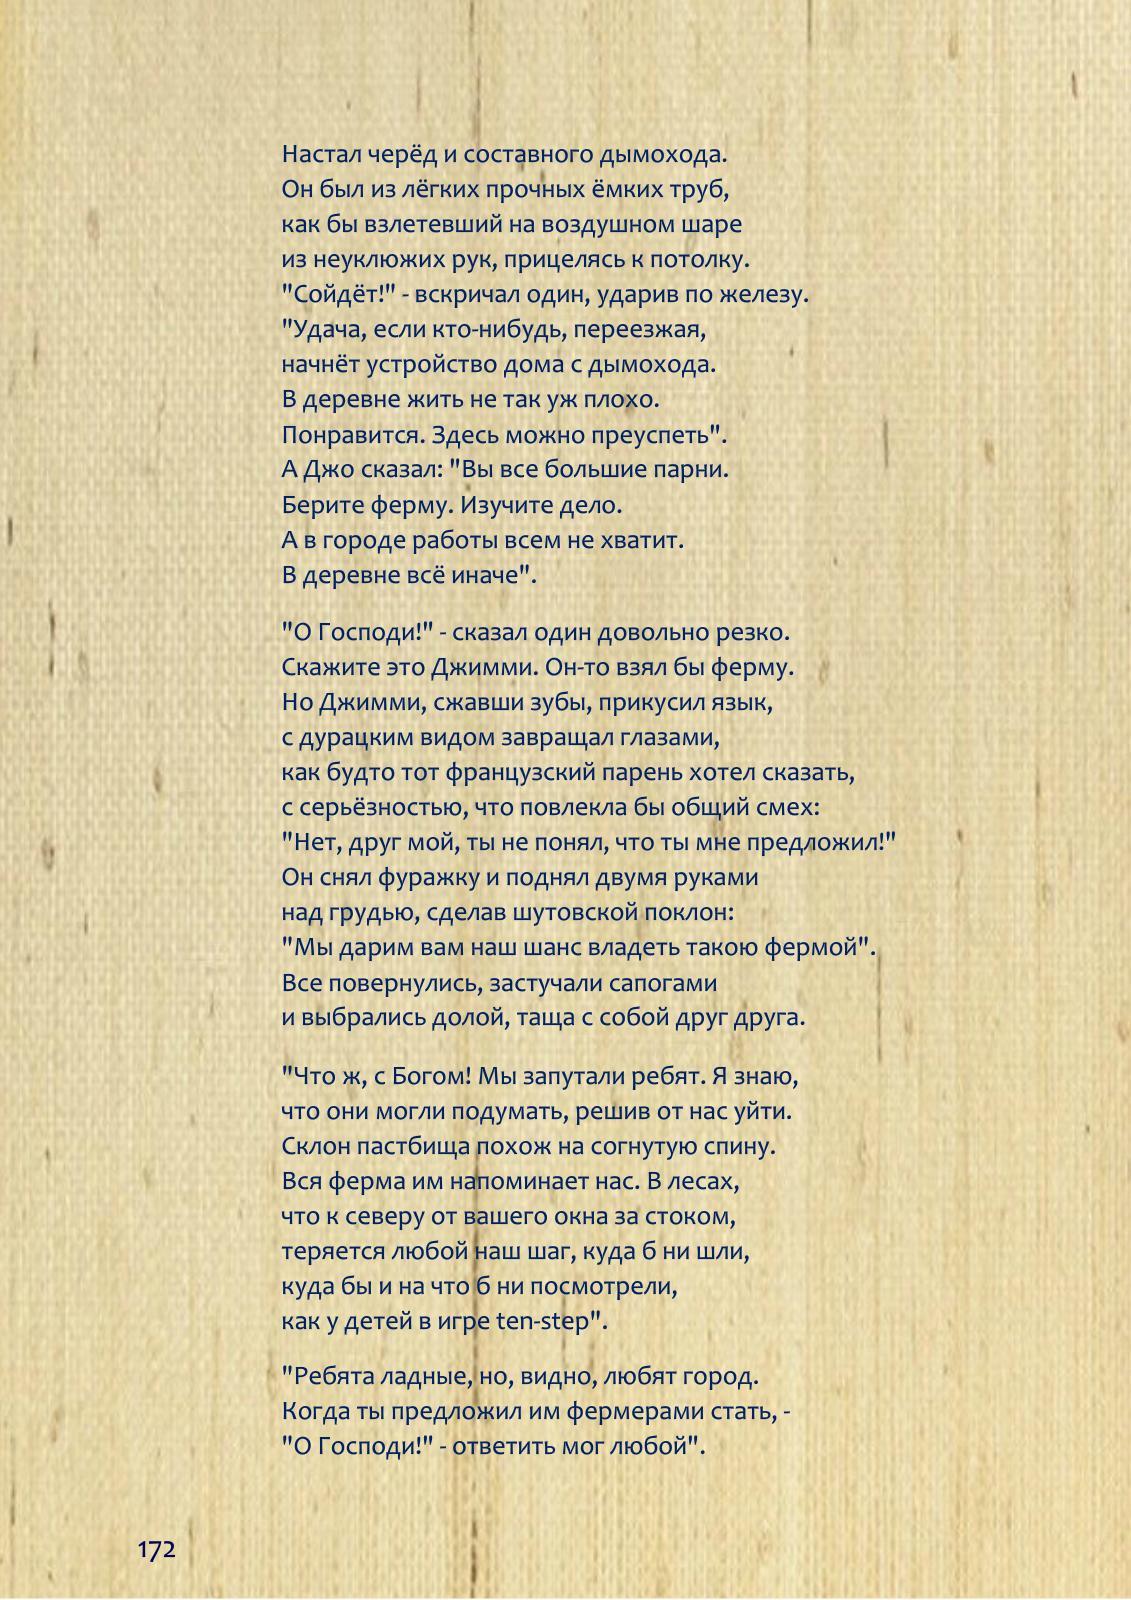 Настал черёд и составного дымохода.
Он был из лёгких прочных ёмких труб,
как бы взлетевший на воздушном шаре
из неуклюжих рук, прицелясь к потолку.
"Сойдёт!" - вскричал один, ударив по железу.
"Удача, если кто-нибудь, переезжая,
начнёт устройство дома с дымохода.
В деревне жить не так уж плохо.
Понравится. Здесь можно преуспеть".
А Джо сказал: "Вы все большие парни.
Берите ферму. Изучите дело.
А в городе работы всем не хватит.
В деревне всё иначе".
"О Господи!" - сказал один довольно резко.
Скажите это Джимми. Он-то взял бы ферму.
Но Джимми, сжавши зубы, прикусил язык,
с дурацким видом завращал глазами,
как будто тот французский парень хотел сказать,
с серьёзностью, что повлекла бы общий смех:
"Нет, друг мой, ты не понял, что ты мне предложил!"
Он снял фуражку и поднял двумя руками
над грудью, сделав шутовской поклон:
"Мы дарим вам наш шанс владеть такою фермой".
Все повернулись, застучали сапогами
и выбрались долой, таща с собой друг друга.
"Что ж, с Богом! Мы запутали ребят. Я знаю,
что они могли подумать, решив от нас уйти.
Склон пастбища похож на согнутую спину.
Вся ферма им напоминает нас. В лесах,
что к северу от вашего окна за стоком,
теряется любой наш шаг, куда б ни шли,
куда бы и на что б ни посмотрели,
как у детей в игре ten-step".
"Ребята ладные, но, видно, любят город.
Когда ты предложил им фермерами стать, -
"О Господи!" - ответить мог любой".
172